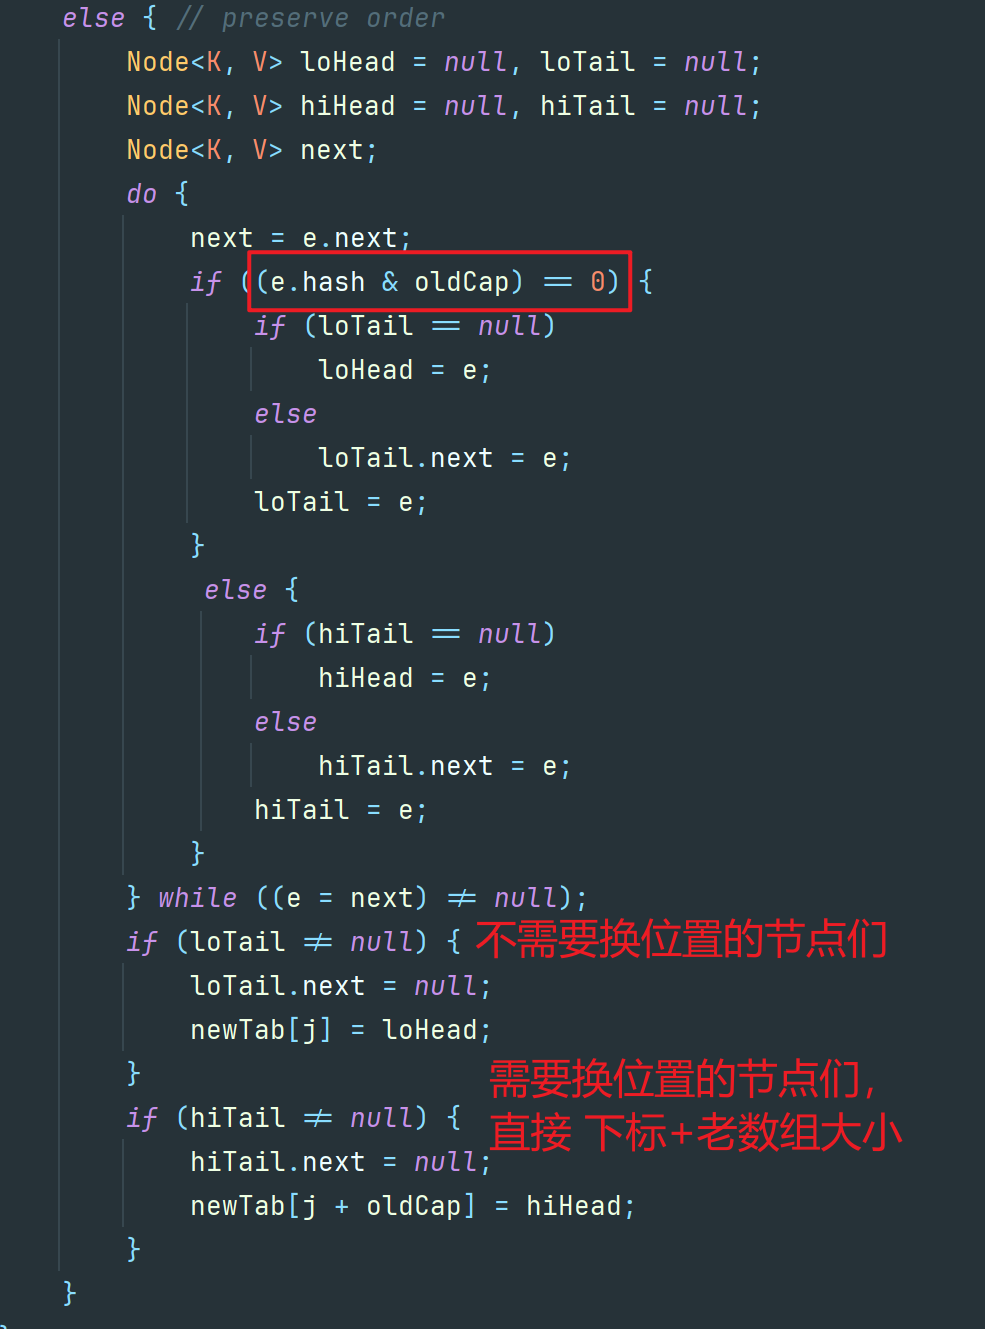 else { // preserve order
Node<K, V> loHead = null, loTail = null;
Node<K, V> hiHead = null, hiTail = null;
Node<K, V> next;
do {
next = e.next;
if ((e.hash & oldCap) == 0) {
if (loTail == null)
loHead = e;
else
loTail.next = e;
loTail = e;
}
else {
if (hiTail == null)
hiHead = e;
else
hiTail.next = e;
hiTail = e;
}
} while ((e = next) != null);
if (loTail != null) { 不需要换位置的节点们
loTail.next = null;
newTab[j] = loHead;
}
需要换位置的节点们，
if (hiTail != null) { 直接 下标+老数组大小
hiTail.next = null;
newTab[j + oldCap] = hiHead;
}
}